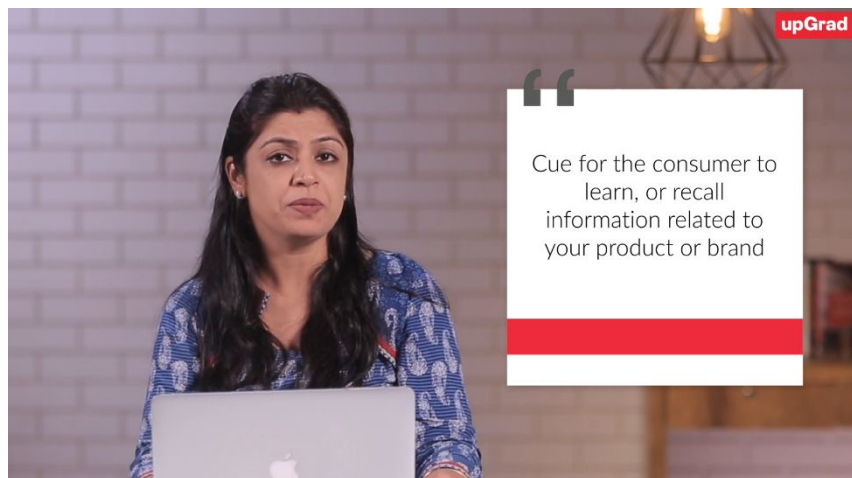 upGrad
Cue for the consumer to
learn, or recall
information related to
your product or brand